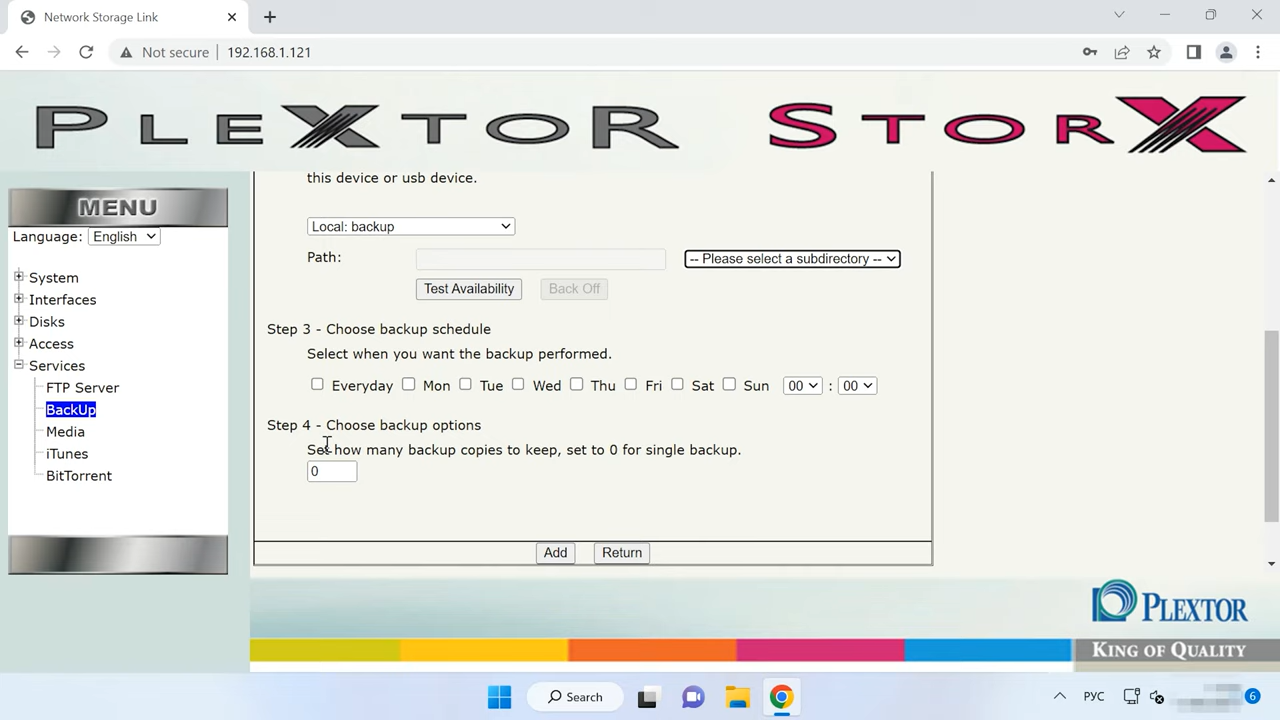 Network Storage Link
Not secure
192.168.1.121
PLEXTOR STORX
MENU
Language: English
System
Interfaces
Disks
Access
Services
FTP Server
BackUp
Media
iTunes
BitTorrent
this device or usb device.
Local: backup
Path:
-- Please select a subdirectory --
Test Availability
Back Off
Step 3 - Choose backup schedule
Select when you want the backup performed.
Everyday Mon Tue Wed Thu Fri Sat Sun 00 : 00
Step 4 - Choose backup options
Set how many backup copies to keep, set to 0 for single backup.
0
Add
Return
PLEXTOR
KING OF QUALITY
Search
РУС
6